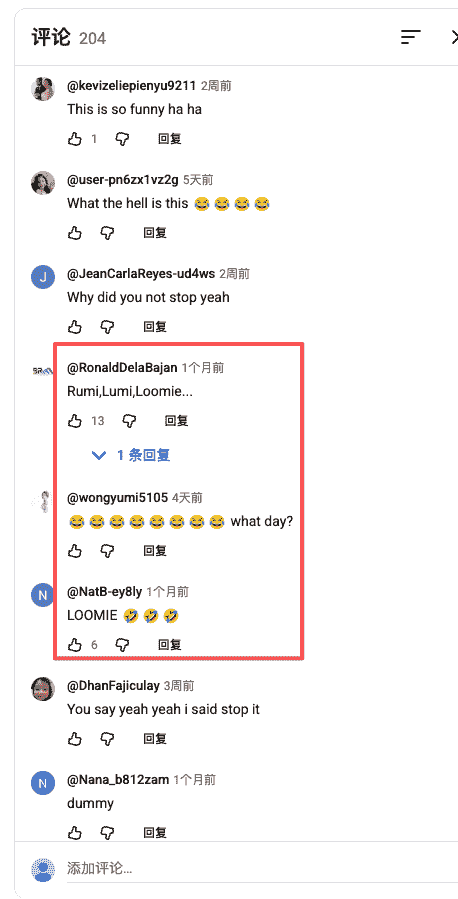 评论 204
@kevizeliepienyu9211 2周前
This is so funny ha ha
1 回复
@user-pn6zx1vz2g 5天前
What the hell is this 😂 😂 😂 😂
回复
J
@JeanCarlaReyes-ud4ws 2周前
Why did you not stop yeah
回复
@RonaldDelaBajan 1个月前
Rumi,Lumi,Loomie...
13 回复
1 条回复
@wongyumi5105 4天前
😂 😂 😂 😂 😂 😂 😂 😂 what day?
回复
N
@NatB-ey8ly 1个月前
LOOMIE 🤣 🤣 🤣
6 回复
@DhanFajiculay 3周前
You say yeah yeah i said stop it
回复
N
@Nana_b812zam 1个月前
dummy
回复
添加评论...